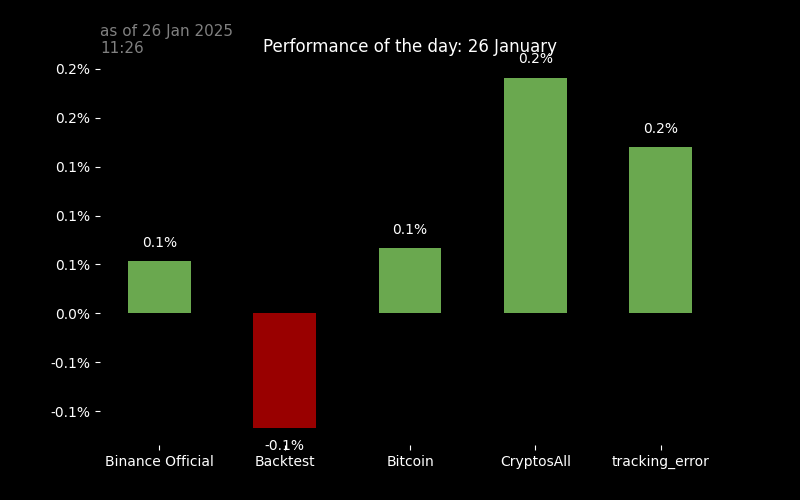 as of 26 Jan 2025
11:26
Performance of the day: 26 January
0.2%
0.2%
0.1%
0.1%
0.1%
0.0%
-0.1%
-0.1%
0.1%
-0.1%
0.1%
0.2%
0.2%
Binance Official
Backtest
Bitcoin
CryptosAll
tracking_error